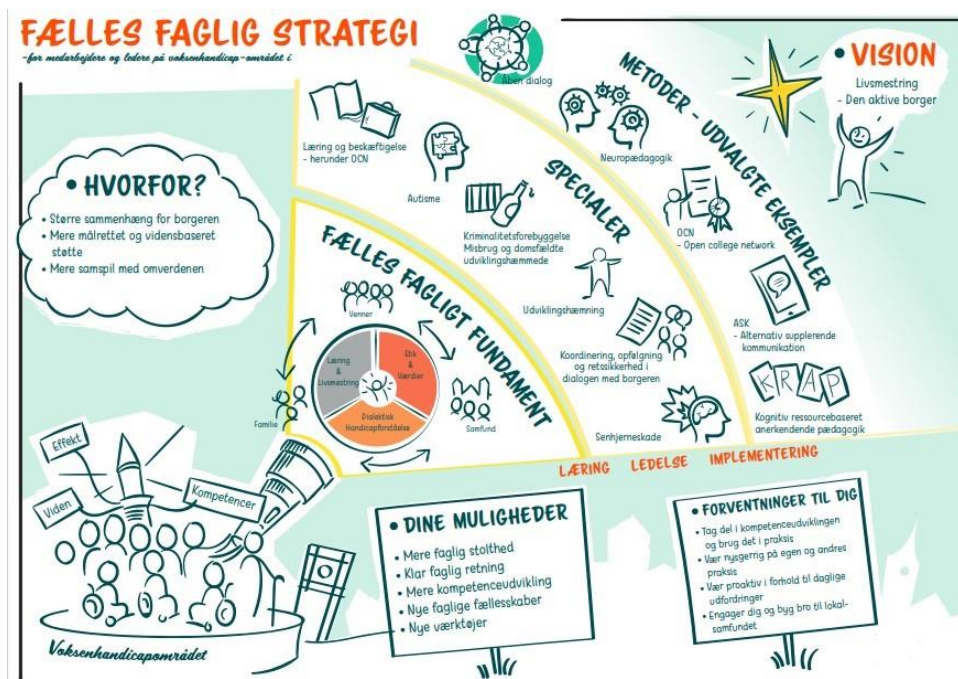 FÆLLES FAGLIG STRATEGI
-for medarbejdere og ledere på voksenhandicap-området i
• HVORFOR?
• Større sammenhæng for borgeren
• Mere målrettet og vidensbaseret
støtte
• Mere samspil med omverdenen
Åben dialog
METODER - UDVALGTE EKSEMPLER
Neuropædagogik
OCN
- Open college network
ASK
- Alternativ supplerende
kommunikation
KRAP
Kognitiv ressourcebaseret
anerkendende pædagogik
• VISION
Livsmestring
- Den aktive borger
SPECIALER
Læring og beskæftigelse
- herunder OCN
Autisme
Kriminalitetsforebyggelse
Misbrug og domsfældte
udviklingshæmmede
Udviklingshæmning
Koordinering, opfølgning
og retssikkerhed i
dialogen med borgeren
Senhjerneskade
FÆLLES FAGLIGT FUNDAMENT
Venner
Læring
&
Livsmestring
Etik
&
Værdier
Dialektisk
Handicapforståelse
Familie
Samfund
LÆRING LEDELSE IMPLEMENTERING
Effekt
Viden
Kompetencer
Voksenhandicapområdet
• DINE MULIGHEDER
• Mere faglig stolthed
• Klar faglig retning
• Mere kompetenceudvikling
• Nye faglige fællesskaber
• Nye værktøjer
• FORVENTNINGER TIL DIG
• Tag del i kompetenceudviklingen
og brug det i praksis
• Vær nysgerrig på egen og andres
praksis
• Vær proaktiv i forhold til daglige
udfordringer
• Engager dig og byg bro til lokal-
samfundet